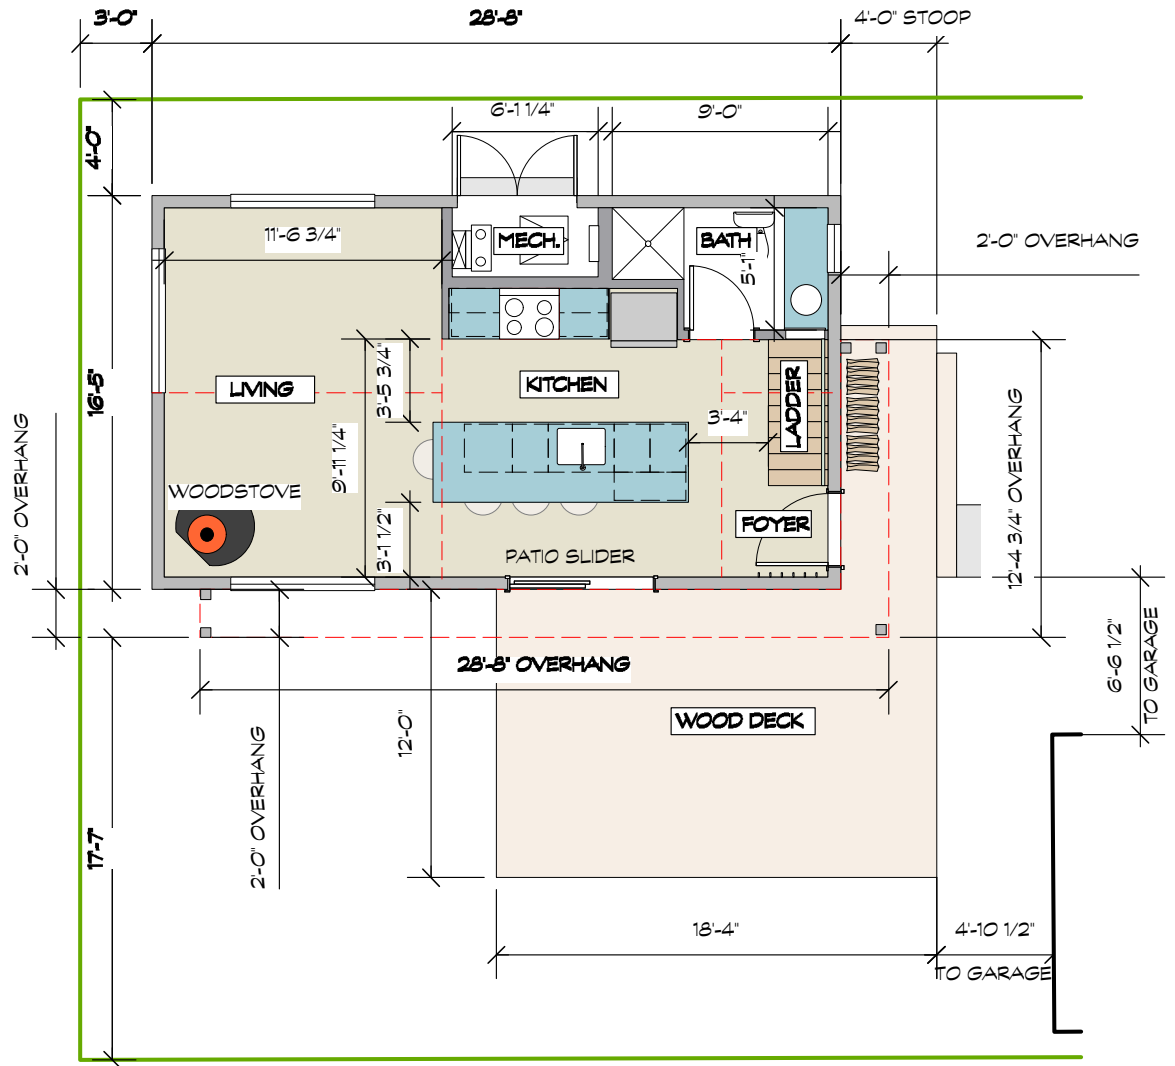 3'-0"
28'-8"
4'-0" STOOP
6'-1 1/4"
9'-0"
4'-0"
11'-6 3/4"
MECH.
BATH
5'-1"
2'-0" OVERHANG
16'-5"
LIVING
3'-5 3/4"
KITCHEN
LADDER
3'-4"
9'-11 1/4"
2'-0" OVERHANG
12'-4 3/4" OVERHANG
WOODSTOVE
3'-1 1/2"
FOYER
PATIO SLIDER
28'-8" OVERHANG
6'-6 1/2"
TO GARAGE
12'-0"
WOOD DECK
2'-0" OVERHANG
17'-7"
18'-4"
4'-10 1/2"
TO GARAGE